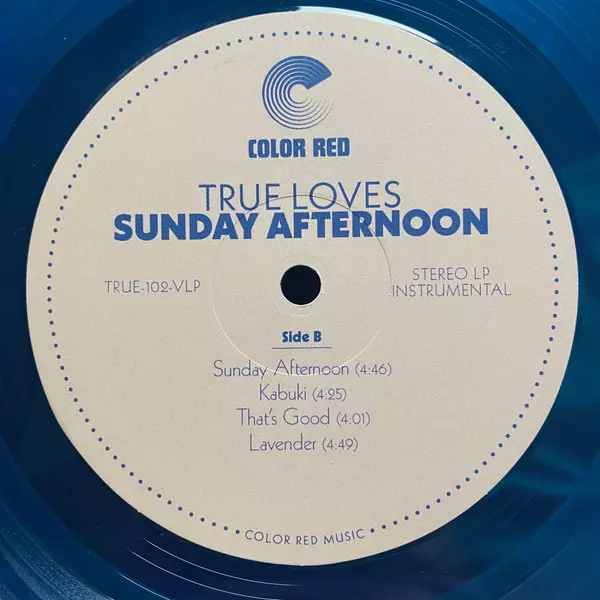 COLOR RED
TRUE LOVES
SUNDAY AFTERNOON
TRUE-102-VLP
STEREO LP
INSTRUMENTAL
Side B
Sunday Afternoon (4:46)
Kabuki (4:25)
That's Good (4:01)
Lavender (4:49)
COLOR RED MUSIC